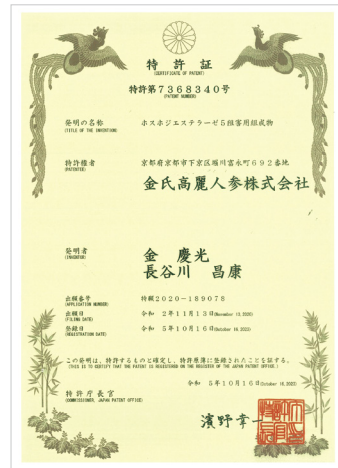 特許証
(CERTIFICATE OF PATENT)
特許第7368340号
(PATENT NUMBER)
発明の名称
(TITLE OF THE INVENTION)
ホスホジエステラーゼ5阻害用組成物
特許権者
(PATENTEE)
京都府京都市下京区堀川富永町692番地
金氏高麗人参株式会社
発明者
(INVENTOR)
金 慶光
長谷川 昌康
出願番号
(APPLICATION NUMBER)
特願2020-189078
出願日
(FILING DATE)
令和 2年11月13日(November 13,2020)
登録日
(REGISTRATION DATE)
令和 5年10月16日(October 16,2023)
この発明は、特許するものと確定し、特許原簿に登録されたことを証する。
(THIS IS TO CERTIFY THAT THE PATENT IS REGISTERED ON THE REGISTER OF THE JAPAN PATENT OFFICE.)
令和 5年10月16日(October 16,2023)
特許庁長官
(COMMISSIONER, JAPAN PATENT OFFICE)
濱野幸一